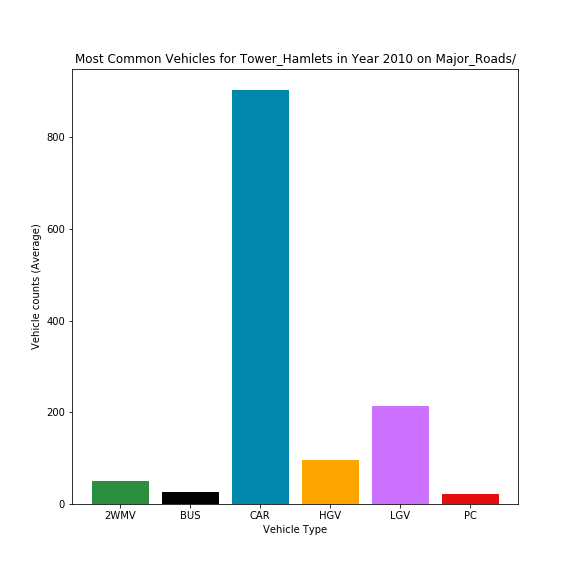 Most Common Vehicles for Tower_Hamlets in Year 2010 on Major_Roads/
800
600
400
200
0
Vehicle counts (Average)
2WMV BUS CAR HGV LGV PC
Vehicle Type